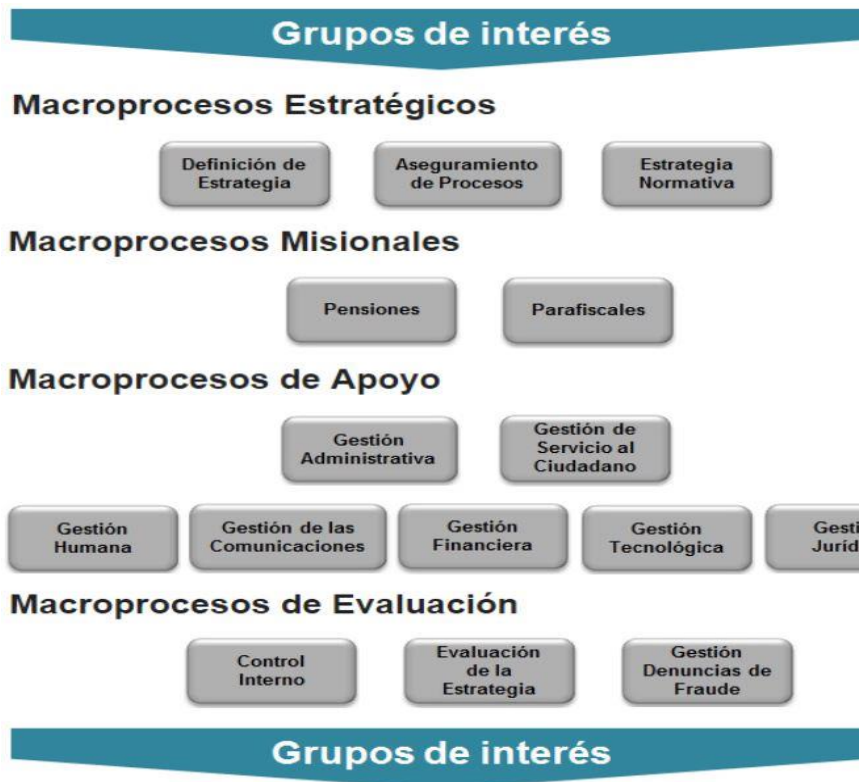 Grupos de interés
Macroprocesos Estratégicos
Definición de
Estrategia
Aseguramiento
de Procesos
Estrategia
Normativa
Macroprocesos Misionales
Pensiones
Parafiscales
Macroprocesos de Apoyo
Gestión
Administrativa
Gestión de
Servicio al
Ciudadano
Gestión
Humana
Gestión de las
Comunicaciones
Gestión
Financiera
Gestión
Tecnológica
Macroprocesos de Evaluación
Control
Interno
Evaluación
de la
Estrategia
Gestión
Denuncias de
Fraude
Grupos de interés